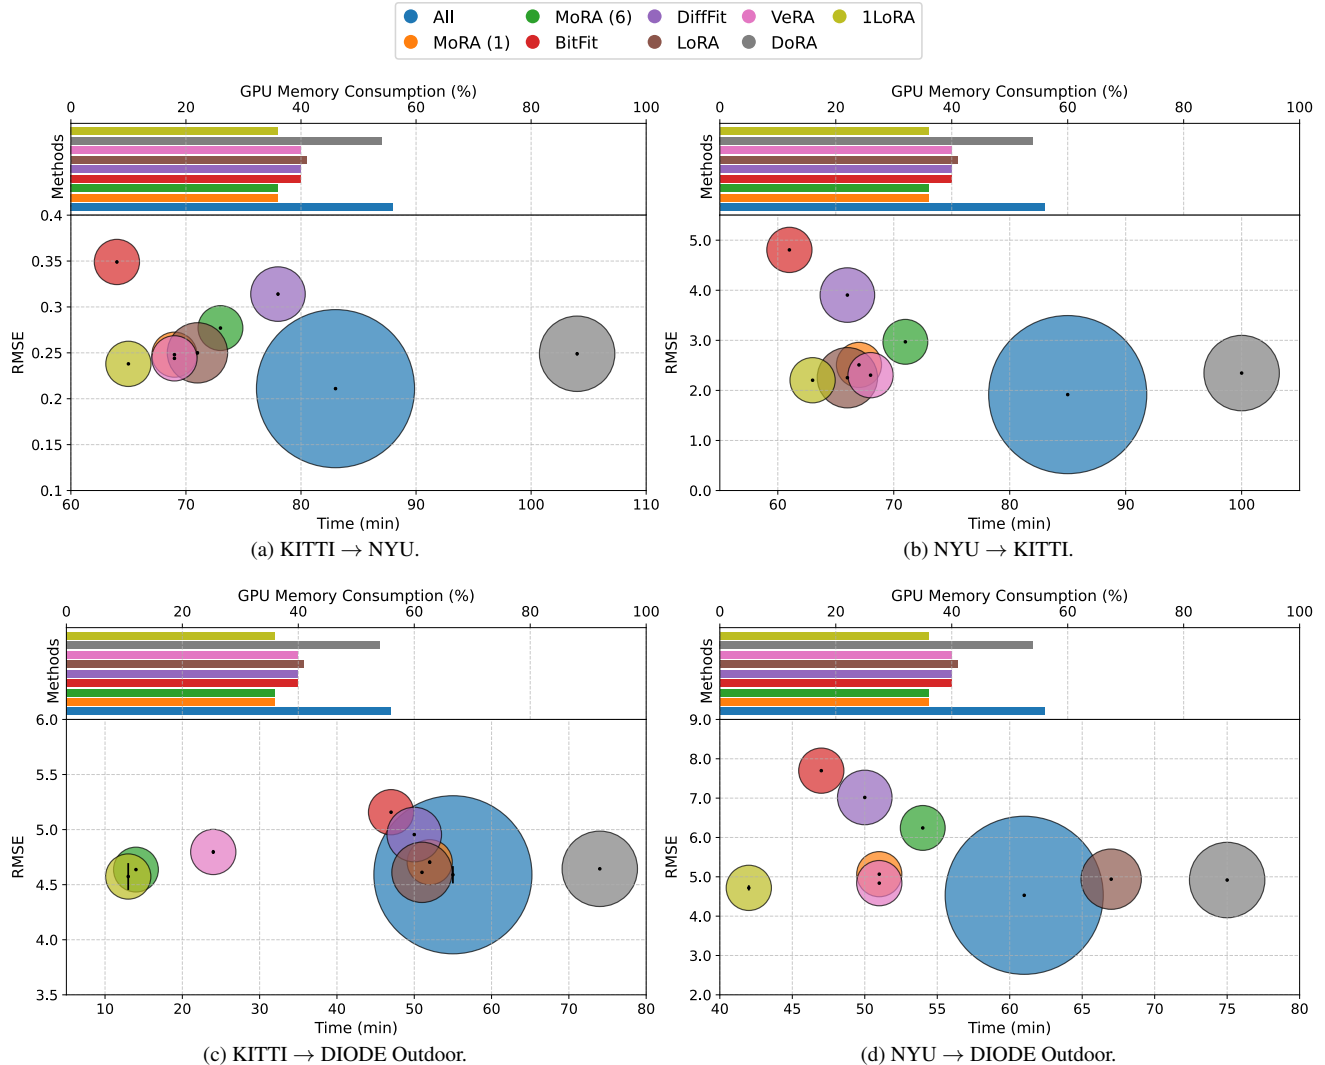 All MoRA (6) DiffFit VeRA 1LoRA
MoRA (1) BitFit LoRA DoRA
GPU Memory Consumption (%)
0 20 40 60 80 100
Methods
0.4
0.35
0.3
0.25
0.2
0.15
0.1
RMSE
60 70 80 90 100 110
Time (min)
(a) KITTI → NYU.
GPU Memory Consumption (%)
0 20 40 60 80 100
Methods
5.0
4.0
3.0
2.0
1.0
0.0
RMSE
60 70 80 90 100
Time (min)
(b) NYU → KITTI.
GPU Memory Consumption (%)
0 20 40 60 80 100
Methods
6.0
5.5
5.0
4.5
4.0
3.5
RMSE
10 20 30 40 50 60 70 80
Time (min)
(c) KITTI → DIODE Outdoor.
GPU Memory Consumption (%)
0 20 40 60 80 100
Methods
9.0
8.0
7.0
6.0
5.0
4.0
3.0
2.0
RMSE
40 45 50 55 60 65 70 75 80
Time (min)
(d) NYU → DIODE Outdoor.